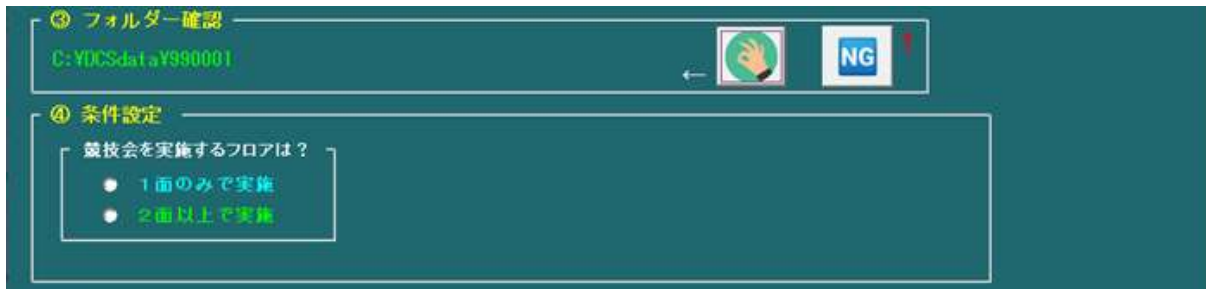 ③ フォルダー確認
C:¥DCSdata¥990001
← NG !
④ 条件設定
競技会を実施するフロアは？
１面のみで実施
２面以上で実施